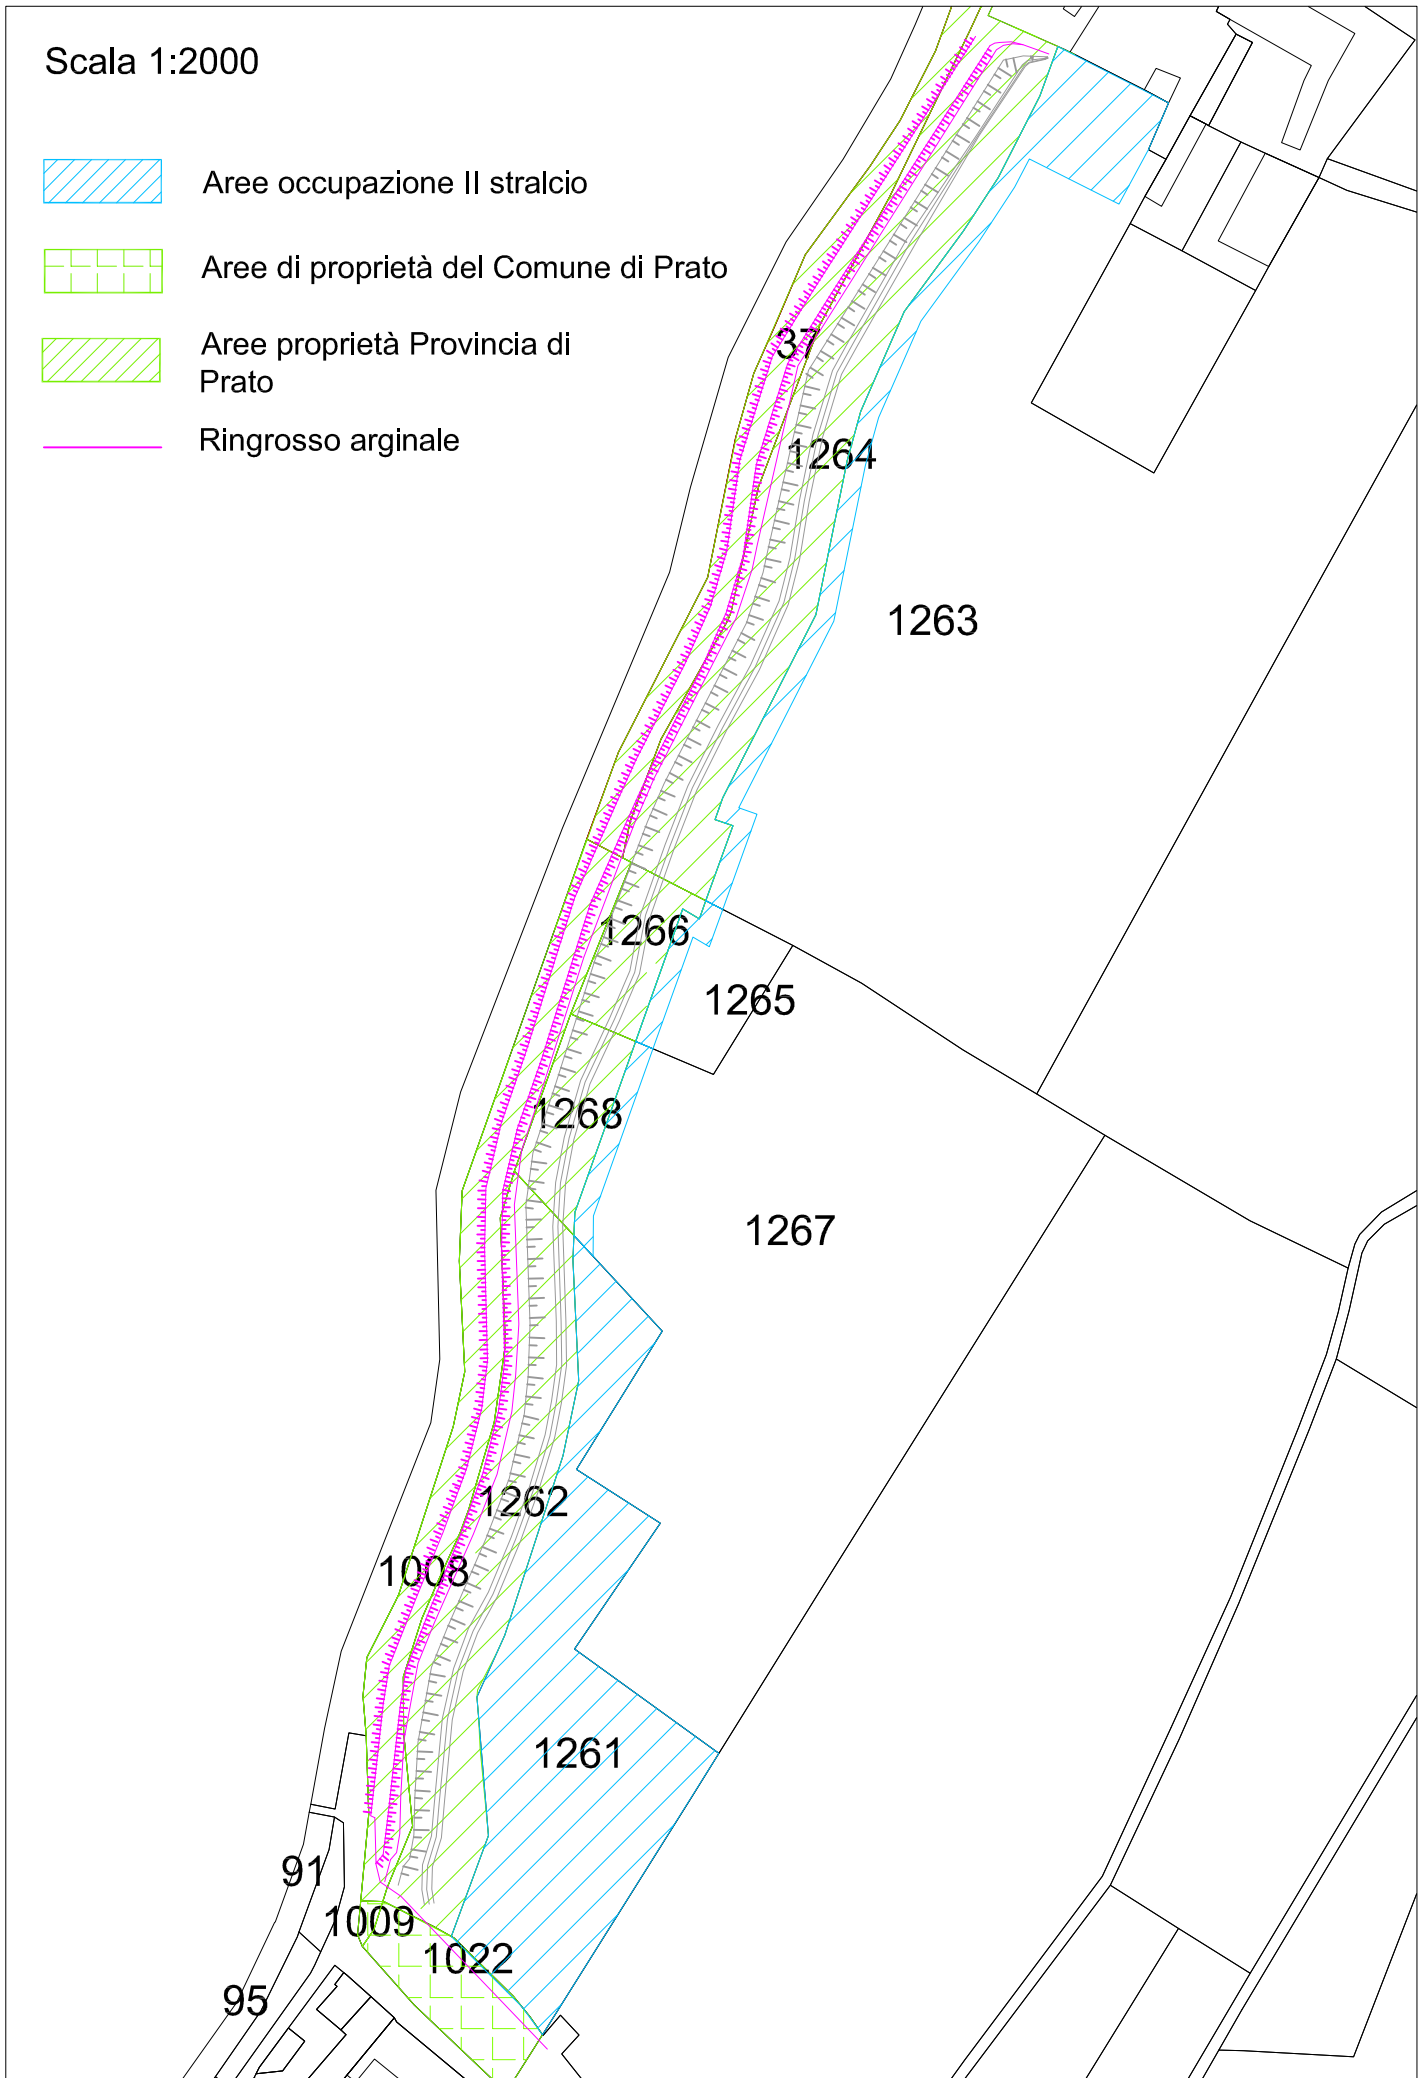 Scala 1:2000
Aree occupazione II stralcio
Aree di proprietà del Comune di Prato
Aree proprietà Provincia di
Prato
Ringrosso arginale
37
1264
1263
1266
1265
1268
1267
1262
1008
1261
91
1009
1022
95